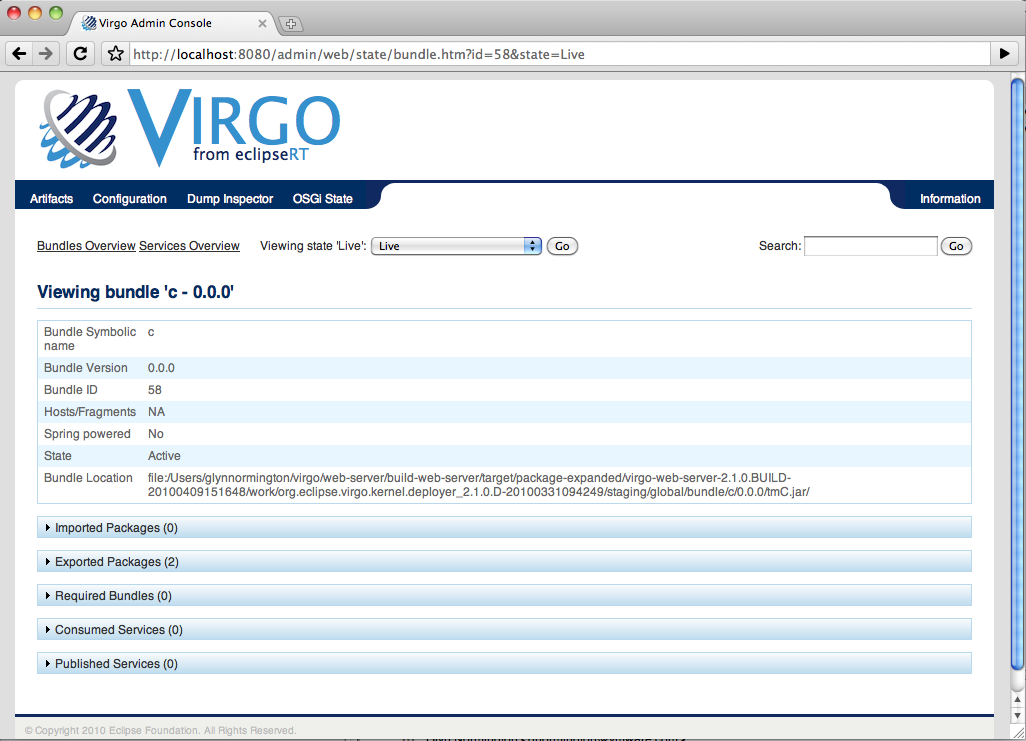 Virgo Admin Console
http://localhost:8080/admin/web/state/bundle.htm?id=58&state=Live
VIRGO
from eclipseRT
Artifacts Configuration Dump Inspector OSGi State Information
Bundles Overview Services Overview Viewing state 'Live': Live Go Search: Go
Viewing bundle 'c - 0.0.0'
Bundle Symbolic name c
Bundle Version 0.0.0
Bundle ID 58
Hosts/Fragments NA
Spring powered No
State Active
Bundle Location file:/Users/glynnormington/virgo/web-server/build-web-server/target/package-expanded/virgo-web-server-2.1.0.BUILD-
20100409151648/work/org.eclipse.virgo.kernel.deployer_2.1.0.D-20100331094249/staging/global/bundle/c/0.0.0/tmC.jar/
Imported Packages (0)
Exported Packages (2)
Required Bundles (0)
Consumed Services (0)
Published Services (0)
© Copyright 2010 Eclipse Foundation. All Rights Reserved.